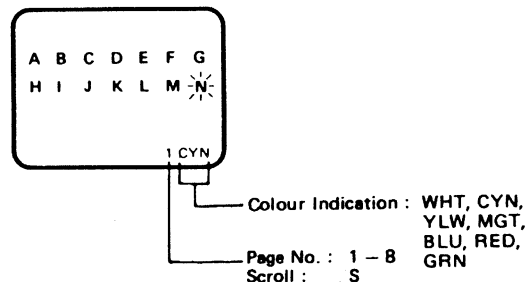 A B C D E F G
H I J K L M N
1 CYN
Colour Indication : WHT, CYN,
YLW, MGT,
BLU, RED,
GRN
Page No. : 1 – 8
Scroll : S